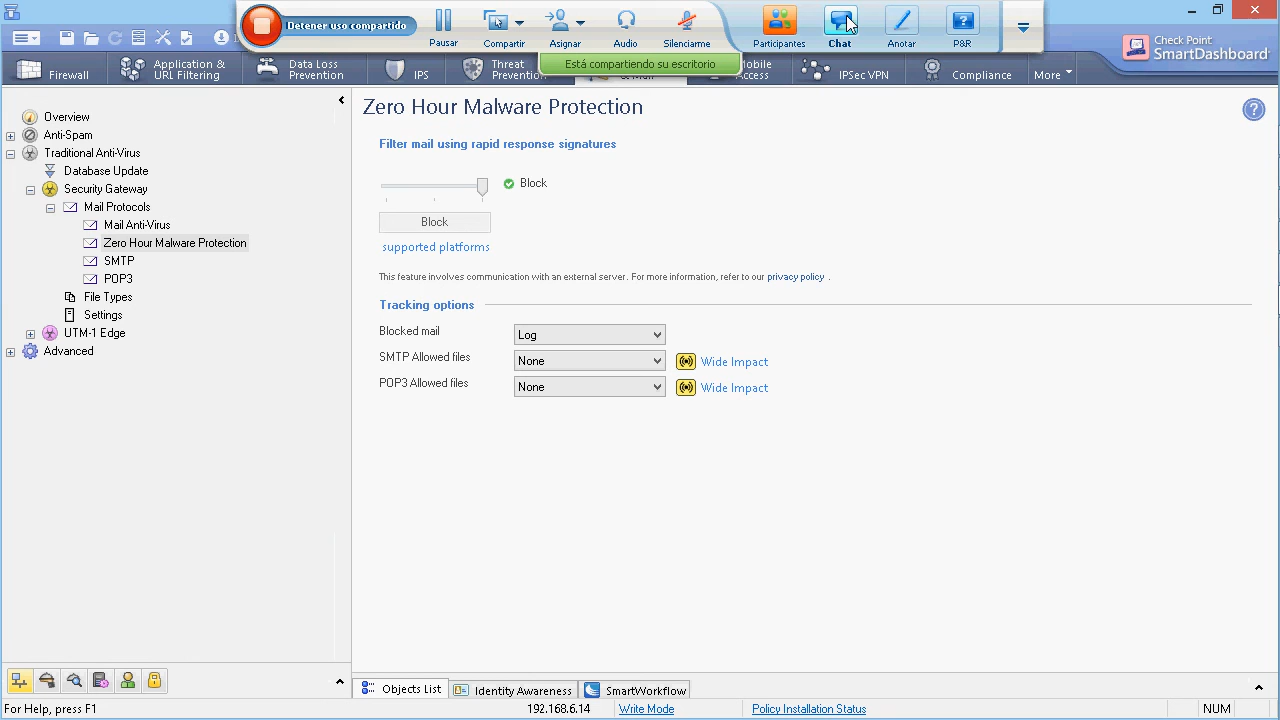 Detener uso compartido
Pausar
Compartir
Asignar
Audio
Silenciarme
Participantes
Chat
Anotar
P&R
Está compartiendo su escritorio
Check Point
SmartDashboard
Firewall
Application &
URL Filtering
Data Loss
Prevention
IPS
Threat
Prevention
& Mail
Mobile
Access
IPSec VPN
Compliance
More
Overview
Anti-Spam
Traditional Anti-Virus
Database Update
Security Gateway
Mail Protocols
Mail Anti-Virus
Zero Hour Malware Protection
SMTP
POP3
File Types
Settings
UTM-1 Edge
Advanced
Zero Hour Malware Protection
Filter mail using rapid response signatures
Block
Block
supported platforms
This feature involves communication with an external server. For more information, refer to our privacy policy .
Tracking options
Blocked mail Log
SMTP Allowed files None Wide Impact
POP3 Allowed files None Wide Impact
Objects List
Identity Awareness
SmartWorkflow
For Help, press F1
192.168.6.14
Write Mode
Policy Installation Status
NUM